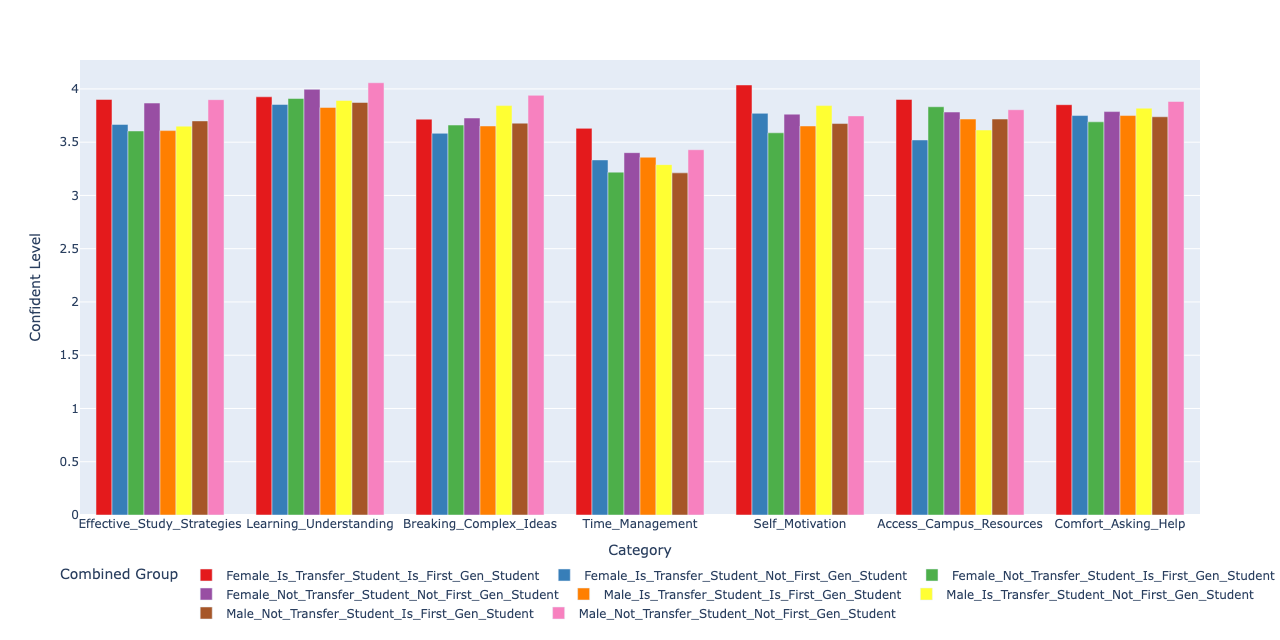 4
3.5
3
2.5
2
1.5
1
0.5
0
Confident Level
Effective_Study_Strategies Learning_Understanding Breaking_Complex_Ideas Time_Management Self_Motivation Access_Campus_Resources Comfort_Asking_Help
Category
Combined Group Female_Is_Transfer_Student_Is_First_Gen_Student Female_Is_Transfer_Student_Not_First_Gen_Student Female_Not_Transfer_Student_Is_First_Gen_Student
Female_Not_Transfer_Student_Not_First_Gen_Student Male_Is_Transfer_Student_Is_First_Gen_Student Male_Is_Transfer_Student_Not_First_Gen_Student
Male_Not_Transfer_Student_Is_First_Gen_Student Male_Not_Transfer_Student_Not_First_Gen_Student